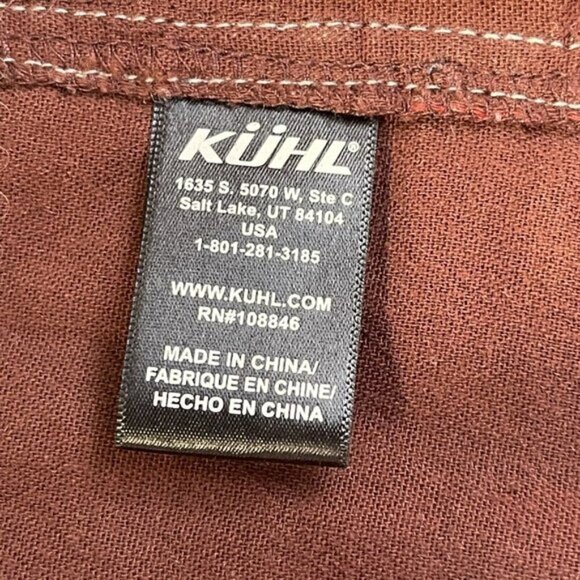 KÜHL®
1635 S. 5070 W, Ste C
Salt Lake, UT 84104
USA
1-801-281-3185
WWW.KUHL.COM
RN#108846
MADE IN CHINA/
FABRIQUE EN CHINE/
HECHO EN CHINA